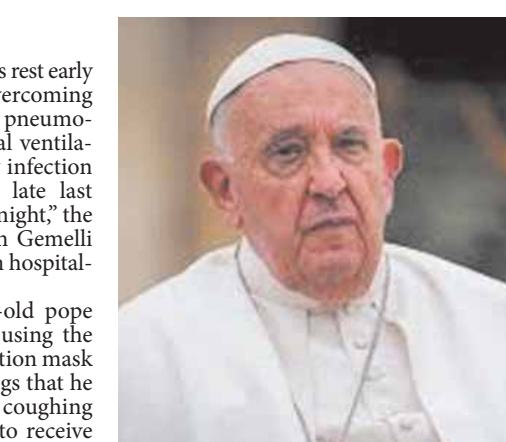 s rest early
vercoming
pneumo-
al ventila-
infection
late last
night,” the
n Gemelli
n hospital-
-old pope
using the
tion mask
gs that he
coughing
to receive